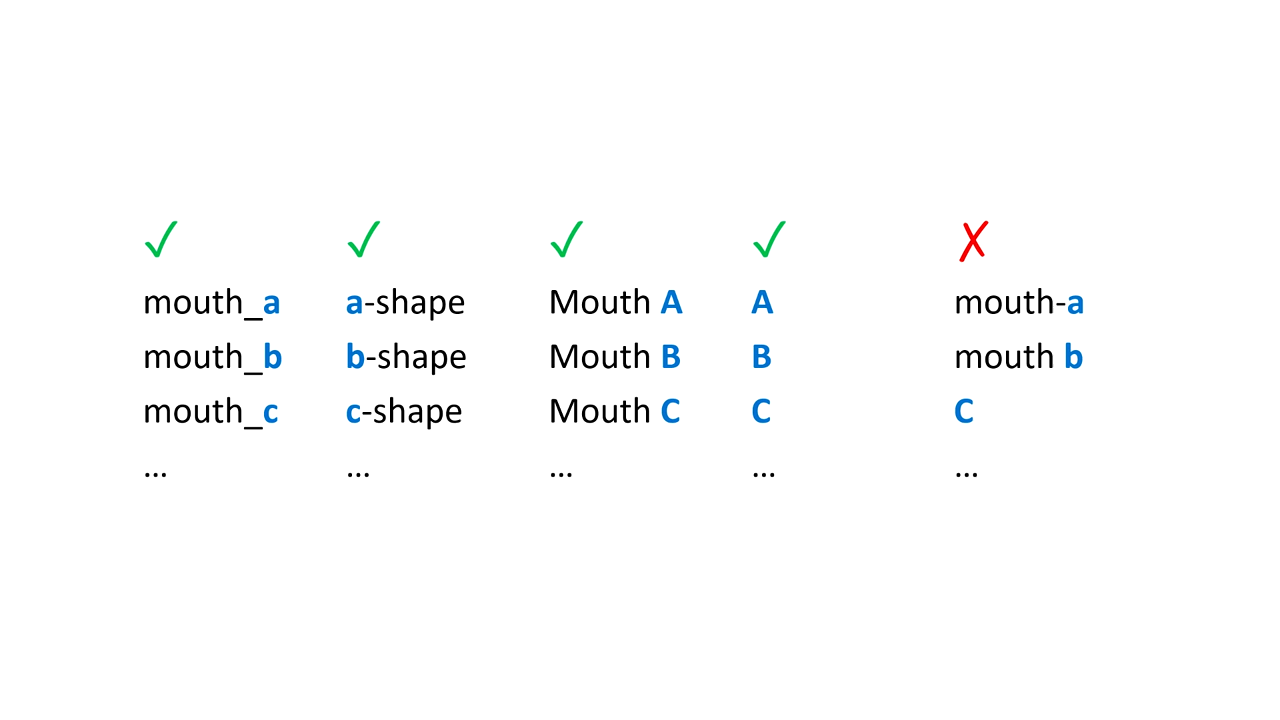 ✓ ✓ ✓ ✓ ✗
mouth_a a-shape Mouth A A mouth-a
mouth_b b-shape Mouth B B mouth b
mouth_c c-shape Mouth C C C
... ... ... ... ...